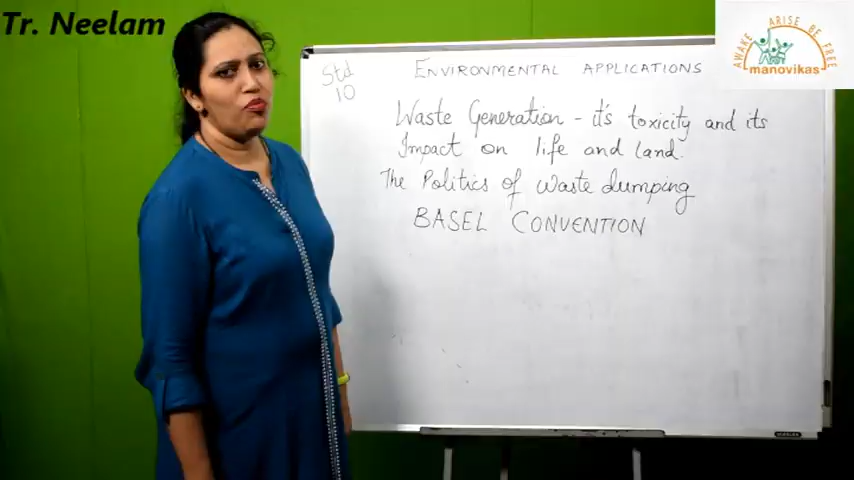 Tr. Neelam
AWAKE ARISE BE FREE
manovikas
Std
10
ENVIRONMENTAL APPLICATIONS
Waste Generation - it's toxicity and its
Impact on life and land.
The Politics of waste dumping
BASEL CONVENTION